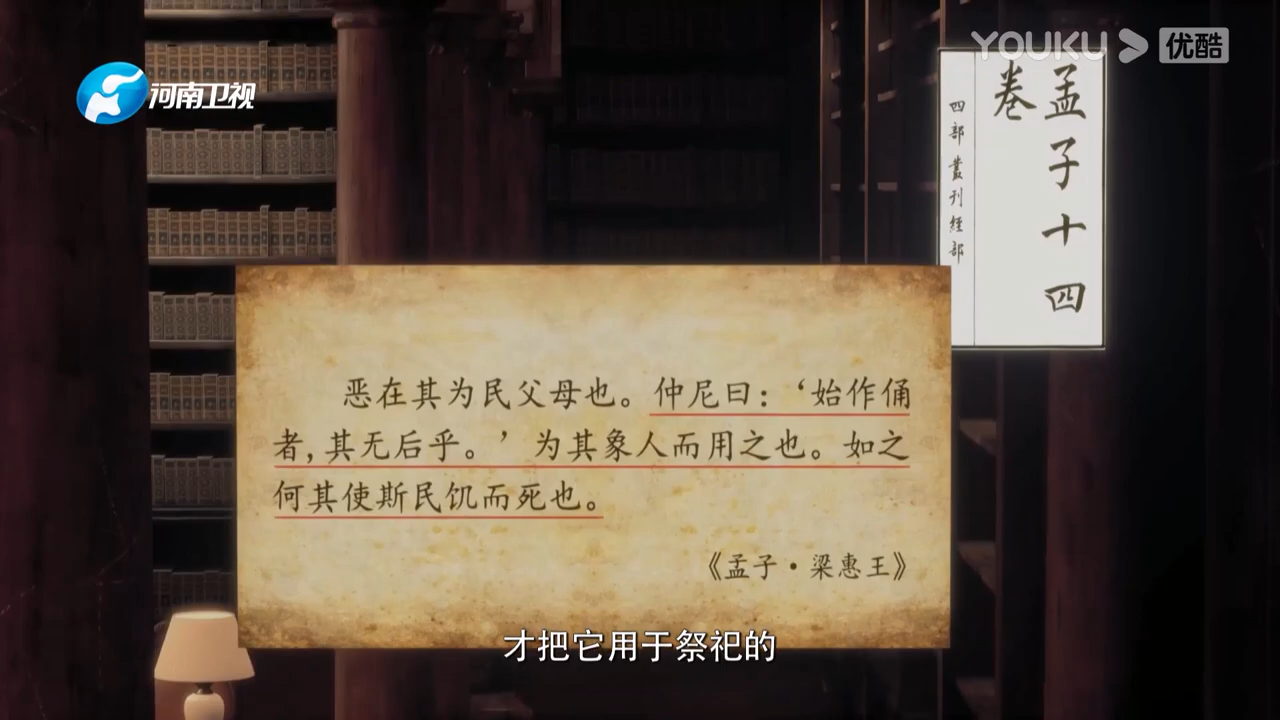 河南卫视
YOUKU 优酷
孟子十四
卷
四部叢刊經部
恶在其为民父母也。仲尼曰：‘始作俑
者，其无后乎。’为其象人而用之也。如之
何其使斯民饥而死也。
《孟子·梁惠王》
才把它用于祭祀的